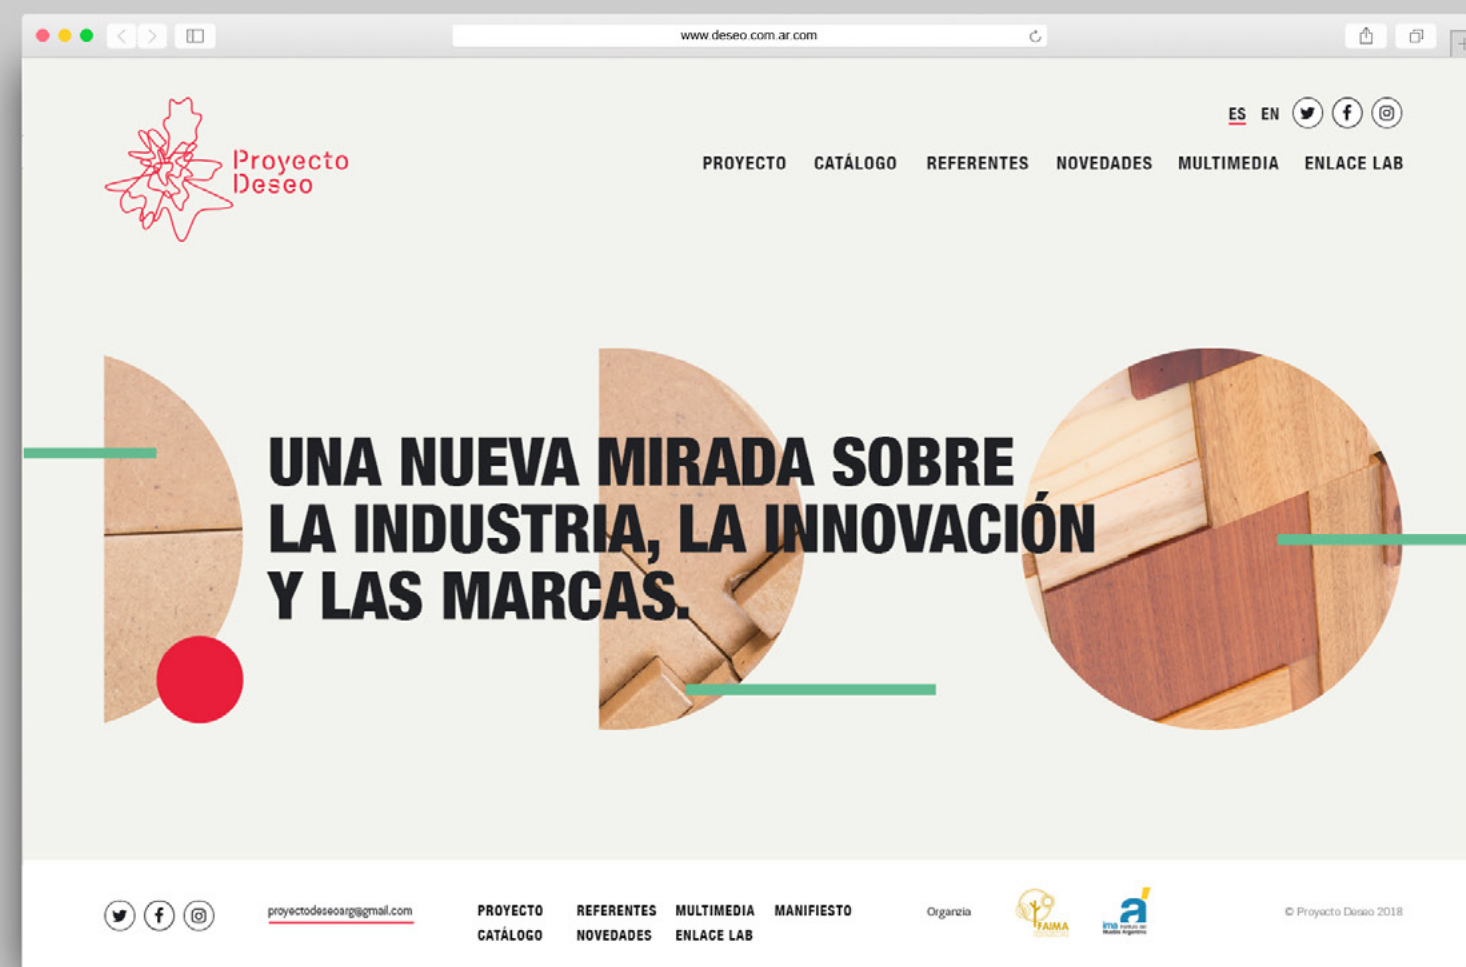 www.deseo.com.ar.com
ES EN
Proyecto
Deseo
PROYECTO CATÁLOGO REFERENTES NOVEDADES MULTIMEDIA ENLACE LAB
UNA NUEVA MIRADA SOBRE
LA INDUSTRIA, LA INNOVACIÓN
Y LAS MARCAS.
proyectodeseoarg@gmail.com
PROYECTO REFERENTES MULTIMEDIA MANIFIESTO
CATÁLOGO NOVEDADES ENLACE LAB
Organzia
FAIMA
ima
© Proyecto Deseo 2018